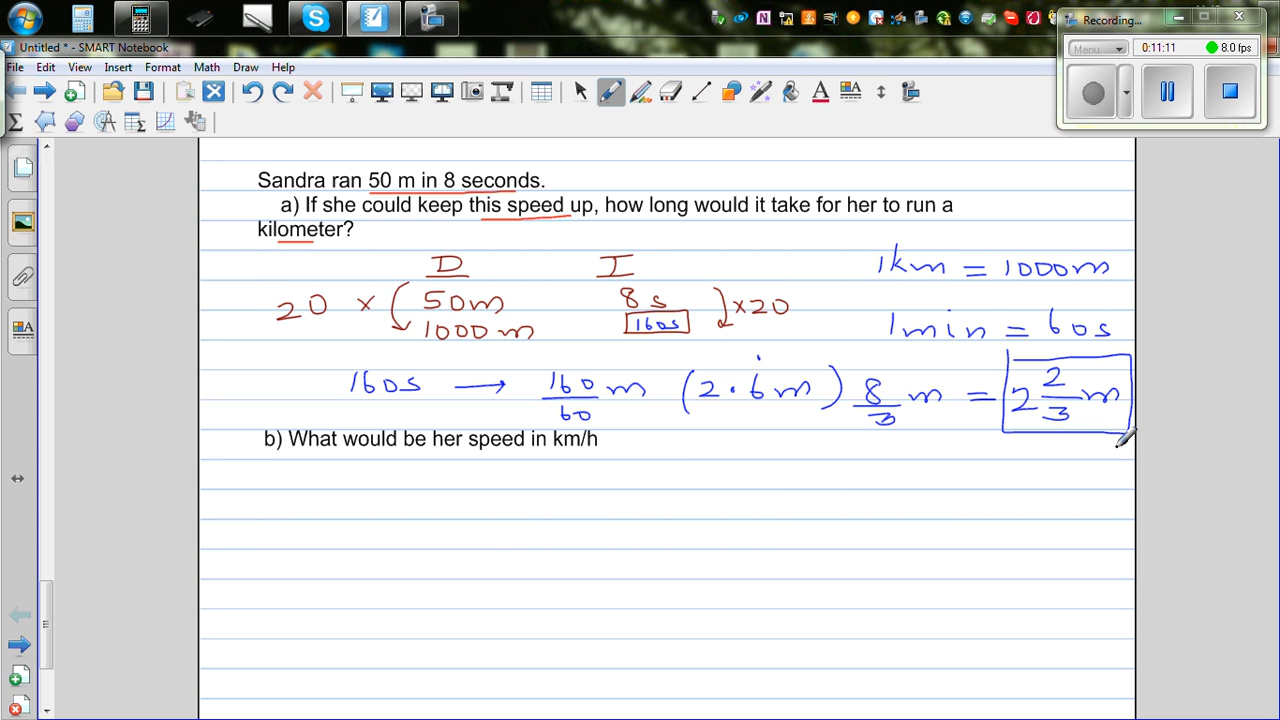 Untitled * - SMART Notebook
File Edit View Insert Format Math Draw Help
Recording...
Menu 0:11:11 8.0 fps
Sandra ran 50 m in 8 seconds.
a) If she could keep this speed up, how long would it take for her to run a
kilometer?
D I 1km = 1000m
20 × ( 50m 8s ) ×20
1000m 160s 1min = 60s
160s → 160/60 m (2.6̇m) 8/3 m = 2 2/3 m
b) What would be her speed in km/h